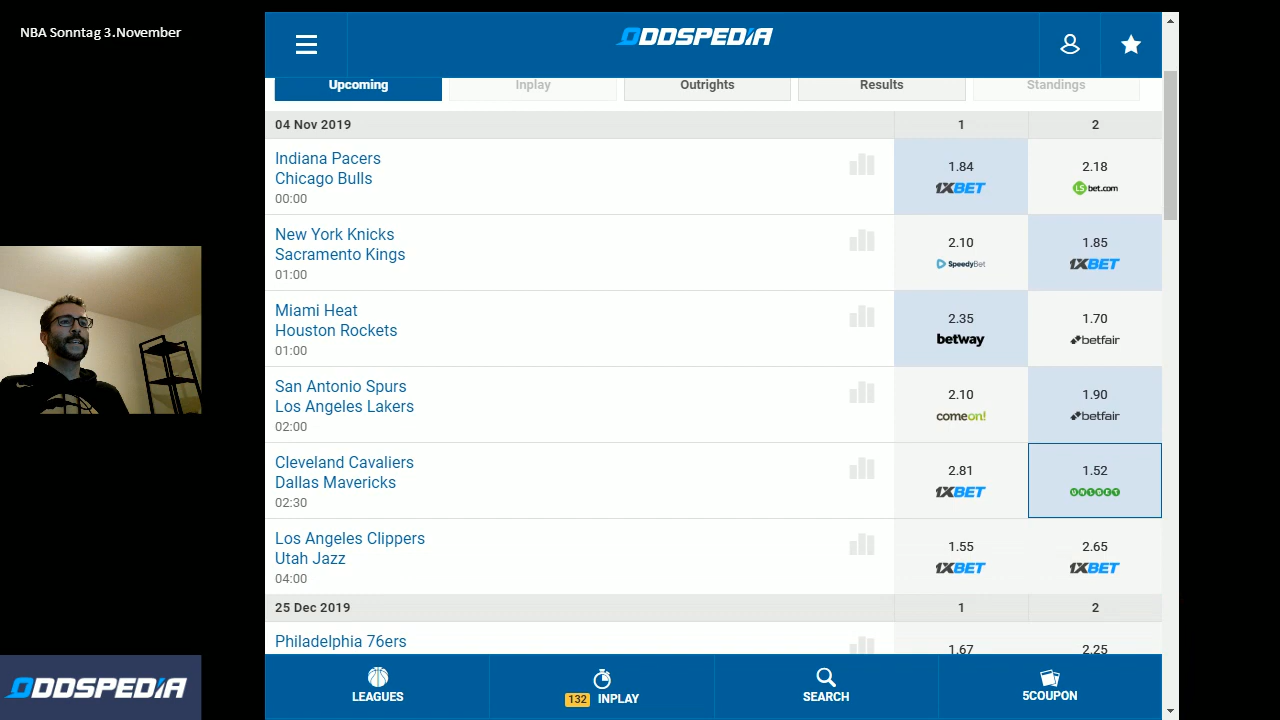 NBA Sonntag 3.November
ODDSPEDIA
Upcoming Inplay Outrights Results Standings
04 Nov 2019 1 2
Indiana Pacers
Chicago Bulls
00:00
1.84 2.18
1XBET LSbet.com
New York Knicks
Sacramento Kings
01:00
2.10 1.85
SpeedyBet 1XBET
Miami Heat
Houston Rockets
01:00
2.35 1.70
betway betfair
San Antonio Spurs
Los Angeles Lakers
02:00
2.10 1.90
comeon! betfair
Cleveland Cavaliers
Dallas Mavericks
02:30
2.81 1.52
1XBET UNIBET
Los Angeles Clippers
Utah Jazz
04:00
1.55 2.65
1XBET 1XBET
25 Dec 2019 1 2
Philadelphia 76ers
1.67 2.25
LEAGUES 132 INPLAY SEARCH 5COUPON
ODDSPEDIA